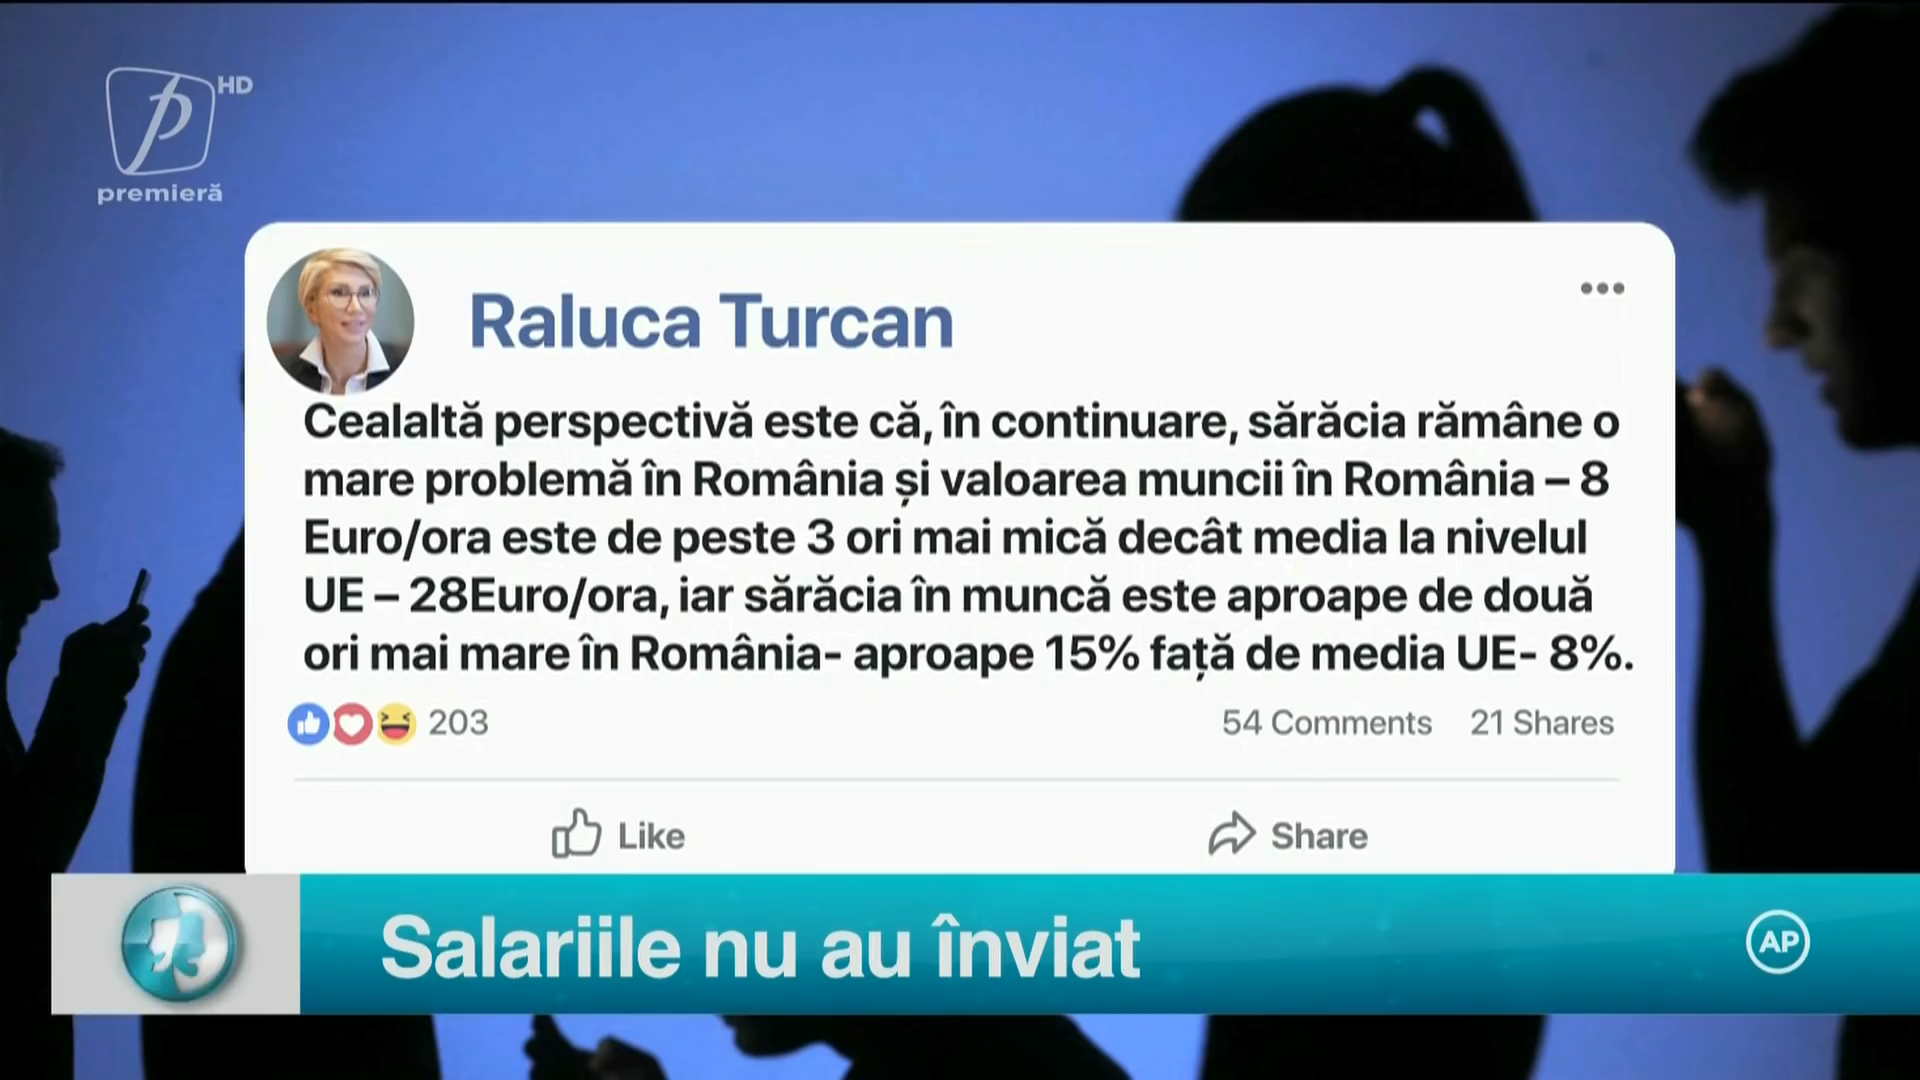 HD
premieră
Raluca Turcan
Cealaltă perspectivă este că, în continuare, sărăcia rămâne o
mare problemă în România și valoarea muncii în România – 8
Euro/ora este de peste 3 ori mai mică decât media la nivelul
UE – 28Euro/ora, iar sărăcia în muncă este aproape de două
ori mai mare în România- aproape 15% față de media UE- 8%.
203
54 Comments 21 Shares
Like Share
Salariile nu au înviat
AP